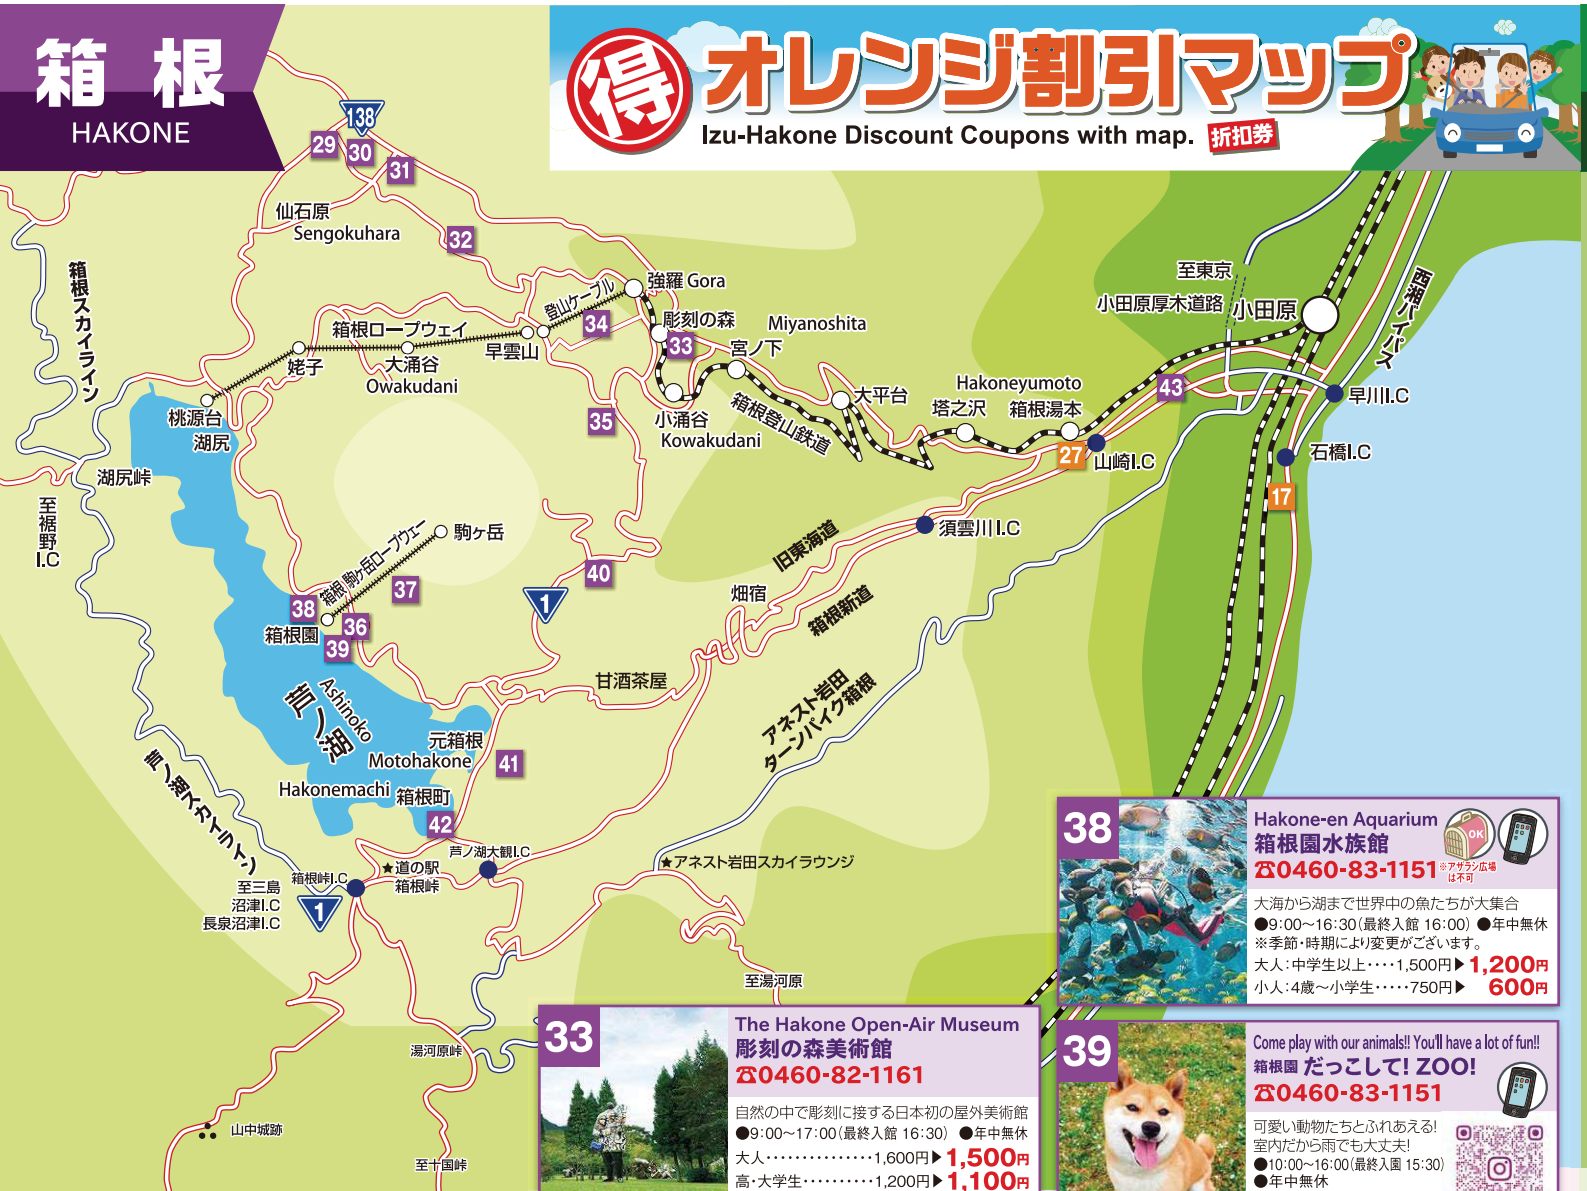 箱根
HAKONE
得
オレンジ割引マップ
Izu-Hakone Discount Coupons with map.
折扣券
138
29
30
31
仙石原
Sengokuhara
32
箱根スカイライン
強羅 Gora
登山ケーブル
34
彫刻の森
33
Miyanoshita
宮ノ下
箱根ロープウェイ
早雲山
姥子
大涌谷
Owakudani
桃源台
湖尻
湖尻峠
至裾野I.C
35
小涌谷
Kowakudani
箱根登山鉄道
大平台
Hakoneyumoto
塔之沢
箱根湯本
至東京
小田原厚木道路
小田原
西湘バイパス
43
早川I.C
27
山崎I.C
石橋I.C
17
駒ヶ岳
箱根 駒ヶ岳ロープウェー
37
38
36
箱根園
39
40
1
旧東海道
須雲川I.C
畑宿
箱根新道
甘酒茶屋
アネスト岩田
ターンパイク箱根
芦ノ湖
Ashinoko
元箱根
Motohakone
41
Hakonemachi
箱根町
42
芦ノ湖スカイライン
芦ノ湖大観I.C
★道の駅
箱根峠
箱根峠I.C
至三島
沼津I.C
長泉沼津I.C
1
★アネスト岩田スカイラウンジ
至湯河原
湯河原峠
山中城跡
至十国峠
38
Hakone-en Aquarium
箱根園水族館
☎0460-83-1151
OK
※アザラシ広場
は不可
大海から湖まで世界中の魚たちが大集合
●9:00〜16:30(最終入館 16:00) ●年中無休
※季節・時期により変更がございます。
大人:中学生以上････1,500円▶1,200円
小人:4歳〜小学生･････750円▶600円
33
The Hakone Open-Air Museum
彫刻の森美術館
☎0460-82-1161
自然の中で彫刻に接する日本初の屋外美術館
●9:00〜17:00(最終入館 16:30) ●年中無休
大人･･･････････････1,600円▶1,500円
高・大学生･･････････1,200円▶1,100円
39
Come play with our animals!! You'll have a lot of fun!!
箱根園 だっこして! ZOO!
☎0460-83-1151
可愛い動物たちとふれあえる!
室内だから雨でも大丈夫!
●10:00〜16:00(最終入園 15:30)
●年中無休